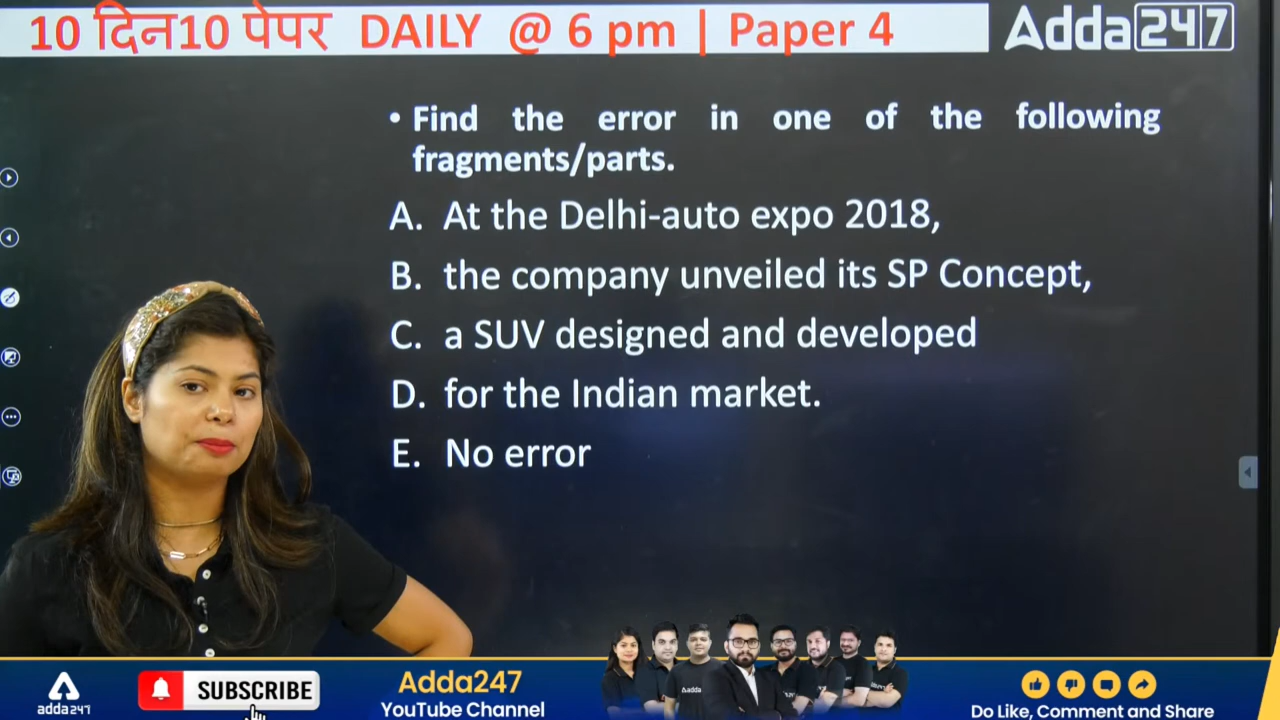 10 दिन10 पेपर DAILY @ 6 pm | Paper 4
Adda247
• Find the error in one of the following
fragments/parts.
A. At the Delhi-auto expo 2018,
B. the company unveiled its SP Concept,
C. a SUV designed and developed
D. for the Indian market.
E. No error
adda247
SUBSCRIBE
Adda247
YouTube Channel
Aadda
Do Like, Comment and Share